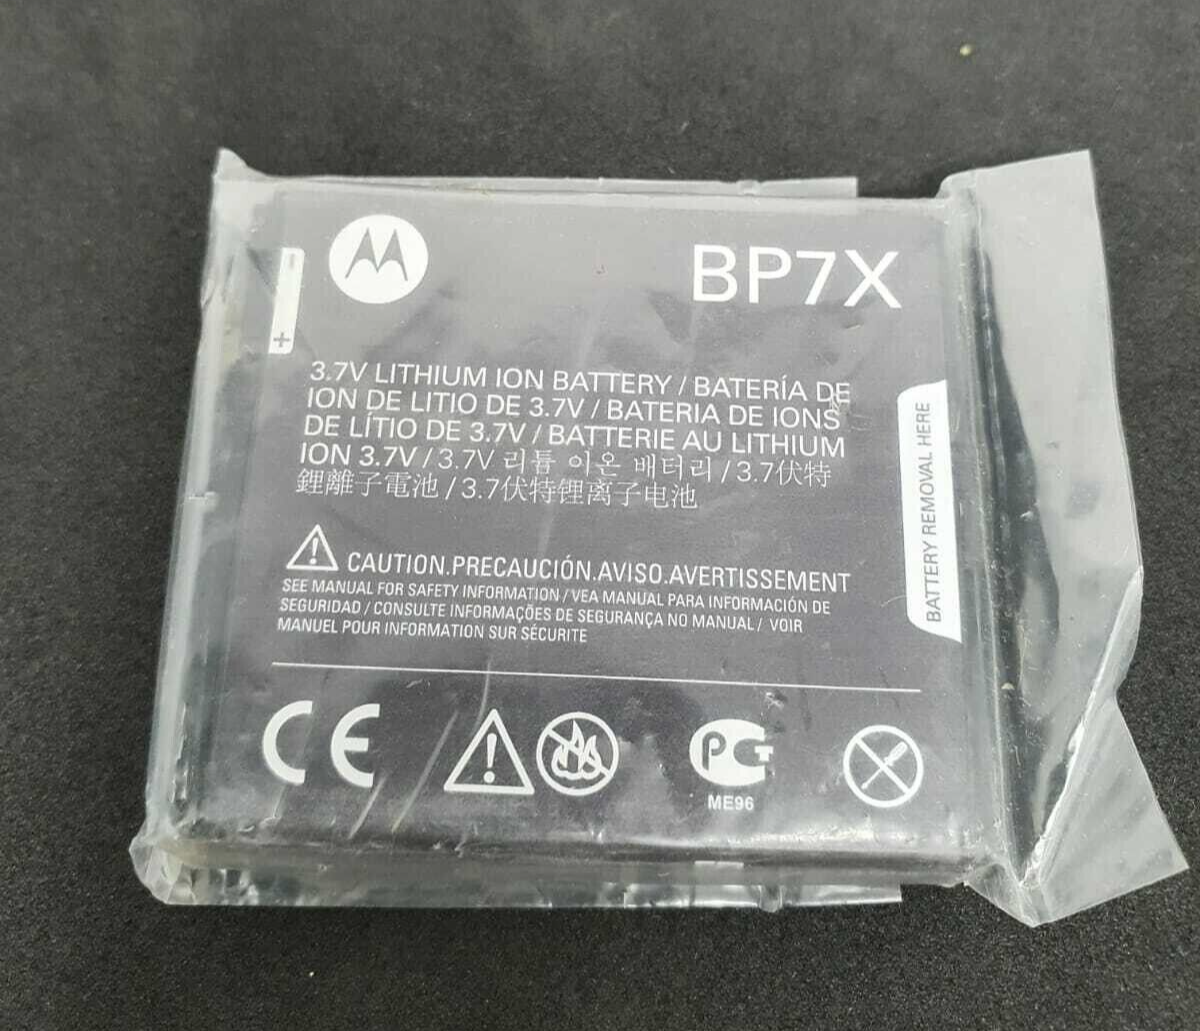 BP7X
3.7V LITHIUM ION BATTERY / BATERÍA DE
ION DE LITIO DE 3.7V / BATERIA DE IONS
DE LÍTIO DE 3.7V / BATTERIE AU LITHIUM
ION 3.7V / 3.7V 리튬 이온 배터리 / 3.7伏特
鋰離子電池 / 3.7伏特锂离子电池
BATTERY REMOVAL HERE
CAUTION.PRECAUCIÓN.AVISO.AVERTISSEMENT
SEE MANUAL FOR SAFETY INFORMATION / VEA MANUAL PARA INFORMACIÓN DE
SEGURIDAD / CONSULTE INFORMAÇÕES DE SEGURANÇA NO MANUAL / VOIR
MANUEL POUR INFORMATION SUR SÉCURITE
CE
ME96